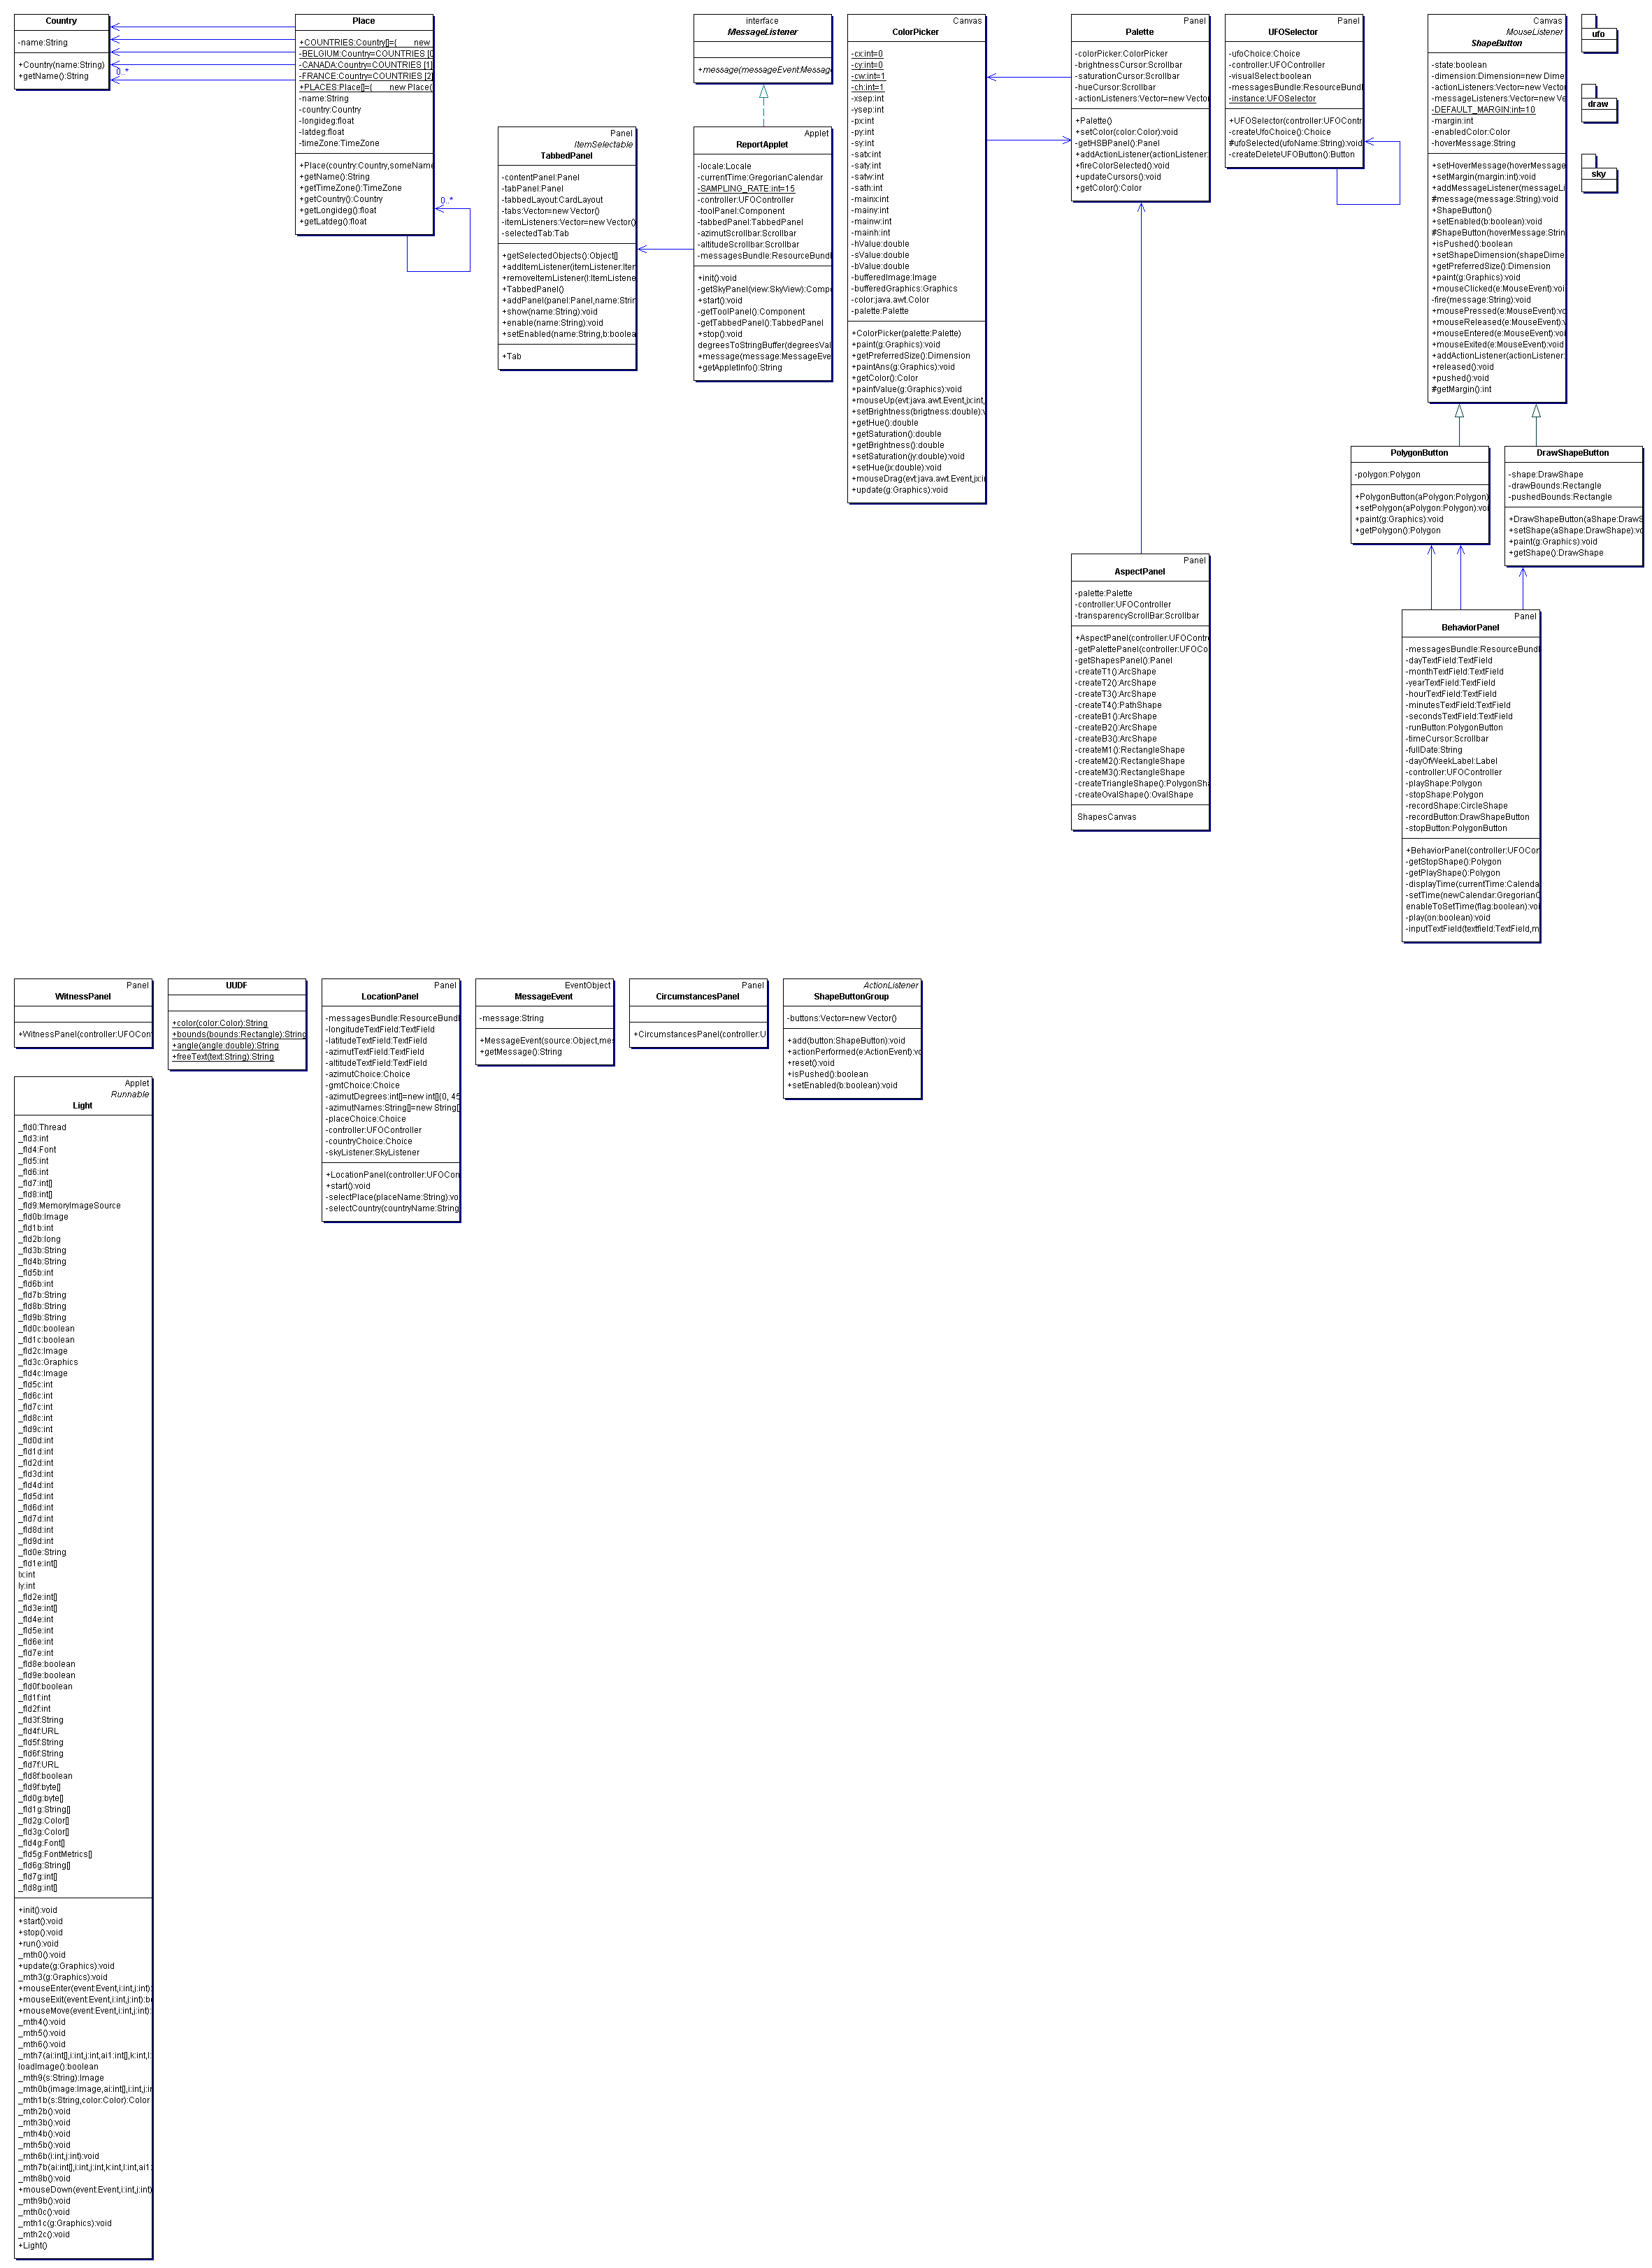 Country
-name:String
+Country(name:String)
+getName():String
0..*
Place
+COUNTRIES:Country[]={ new
-BELGIUM:Country=COUNTRIES [0
-CANADA:Country=COUNTRIES [1]
-FRANCE:Country=COUNTRIES [2]
+PLACES:Place[]={ new Place(
-name:String
-country:Country
-longideg:float
-latdeg:float
-timeZone:TimeZone
+Place(country:Country,someName
+getName():String
+getTimeZone():TimeZone
+getCountry():Country
+getLongideg():float
+getLatdeg():float
0..*
Panel
ItemSelectable
TabbedPanel
-contentPanel:Panel
-tabPanel:Panel
-tabbedLayout:CardLayout
-tabs:Vector=new Vector()
-itemListeners:Vector=new Vector()
-selectedTab:Tab
+getSelectedObjects():Object[]
+addItemListener(itemListener:Iter
+removeItemListener(l:ItemListene
+TabbedPanel()
+addPanel(panel:Panel,name:Strin
+show(name:String):void
+enable(name:String):void
+setEnabled(name:String,b:boolea
+Tab
interface
MessageListener
+message(messageEvent:Message
Applet
ReportApplet
-locale:Locale
-currentTime:GregorianCalendar
-SAMPLING_RATE:int=15
-controller:UFOController
-toolPanel:Component
-tabbedPanel:TabbedPanel
-azimutScrollbar:Scrollbar
-altitudeScrollbar:Scrollbar
-messagesBundle:ResourceBund
+init():void
-getSkyPanel(view:SkyView):Compo
+start():void
-getToolPanel():Component
-getTabbedPanel():TabbedPanel
+stop():void
degreesToStringBuffer(degreesVal
+message(message:MessageEve
+getAppletInfo():String
Canvas
ColorPicker
-cx:int=0
-cy:int=0
-cw:int=1
-ch:int=1
-xsep:int
-ysep:int
-px:int
-py:int
-sy:int
-satx:int
-saty:int
-satw:int
-sath:int
-mainx:int
-mainy:int
-mainw:int
-mainh:int
-hValue:double
-sValue:double
-bValue:double
-bufferedImage:Image
-bufferedGraphics:Graphics
-color:java.awt.Color
-palette:Palette
+ColorPicker(palette:Palette)
+paint(g:Graphics):void
+getPreferredSize():Dimension
+paintAns(g:Graphics):void
+getColor():Color
+paintValue(g:Graphics):void
+mouseUp(evt:java.awt.Event,jx:int,
+setBrightness(brigtness:double):v
+getHue():double
+getSaturation():double
+getBrightness():double
+setSaturation(jy:double):void
+setHue(jx:double):void
+mouseDrag(evt:java.awt.Event,jx:i
+update(g:Graphics):void
Panel
Palette
-colorPicker:ColorPicker
-brightnessCursor:Scrollbar
-saturationCursor:Scrollbar
-hueCursor:Scrollbar
-actionListeners:Vector=new Vector
+Palette()
+setColor(color:Color):void
-getHSBPanel():Panel
+addActionListener(actionListener:
+fireColorSelected():void
+updateCursors():void
+getColor():Color
Panel
UFOSelector
-ufoChoice:Choice
-controller:UFOController
-visualSelect:boolean
-messagesBundle:ResourceBundl
-instance:UFOSelector
+UFOSelector(controller:UFOContr
-createUfoChoice():Choice
#ufoSelected(ufoName:String):void
-createDeleteUFOButton():Button
Canvas
MouseListener
ShapeButton
-state:boolean
-dimension:Dimension=new Dime
-actionListeners:Vector=new Vecto
-messageListeners:Vector=new Ve
-DEFAULT_MARGIN:int=10
-margin:int
-enabledColor:Color
-hoverMessage:String
+setHoverMessage(hoverMessage
+setMargin(margin:int):void
+addMessageListener(messageLi
#message(message:String):void
+ShapeButton()
+setEnabled(b:boolean):void
#ShapeButton(hoverMessage:Strin
+isPushed():boolean
+setShapeDimension(shapeDime
+getPreferredSize():Dimension
+paint(g:Graphics):void
+mouseClicked(e:MouseEvent):voi
-fire(message:String):void
+mousePressed(e:MouseEvent):v
+mouseReleased(e:MouseEvent):
+mouseEntered(e:MouseEvent):voi
+mouseExited(e:MouseEvent):void
+addActionListener(actionListener:
+released():void
+pushed():void
#getMargin():int
ufo
draw
sky
PolygonButton
-polygon:Polygon
+PolygonButton(aPolygon:Polygon)
+setPolygon(aPolygon:Polygon):voi
+paint(g:Graphics):void
+getPolygon():Polygon
DrawShapeButton
-shape:DrawShape
-drawBounds:Rectangle
-pushedBounds:Rectangle
+DrawShapeButton(aShape:DrawS
+setShape(aShape:DrawShape):vo
+paint(g:Graphics):void
+getShape():DrawShape
Panel
AspectPanel
-palette:Palette
-controller:UFOController
-transparencyScrollBar:Scrollbar
+AspectPanel(controller:UFOContro
-getPalettePanel(controller:UFOCo
-getShapesPanel():Panel
-createT1():ArcShape
-createT2():ArcShape
-createT3():ArcShape
-createT4():PathShape
-createB1():ArcShape
-createB2():ArcShape
-createB3():ArcShape
-createM1():RectangleShape
-createM2():RectangleShape
-createM3():RectangleShape
-createTriangleShape():PolygonSha
-createOvalShape():OvalShape
ShapesCanvas
Panel
BehaviorPanel
-messagesBundle:ResourceBundl
-dayTextField:TextField
-monthTextField:TextField
-yearTextField:TextField
-hourTextField:TextField
-minutesTextField:TextField
-secondsTextField:TextField
-runButton:PolygonButton
-timeCursor:Scrollbar
-fullDate:String
-dayOfWeekLabel:Label
-controller:UFOController
-playShape:Polygon
-stopShape:Polygon
-recordShape:CircleShape
-recordButton:DrawShapeButton
-stopButton:PolygonButton
+BehaviorPanel(controller:UFOCon
-getStopShape():Polygon
-getPlayShape():Polygon
-displayTime(currentTime:Calenda
-setTime(newCalendar:GregorianC
enableToSetTime(flag:boolean):voi
-play(on:boolean):void
-inputTextField(textfield:TextField,m
Panel
WitnessPanel
+WitnessPanel(controller:UFOCont
UUDF
+color(color:Color):String
+bounds(bounds:Rectangle):String
+angle(angle:double):String
+freeText(text:String):String
Panel
LocationPanel
-messagesBundle:ResourceBundl
-longitudeTextField:TextField
-latitudeTextField:TextField
-azimutTextField:TextField
-altitudeTextField:TextField
-azimutChoice:Choice
-gmtChoice:Choice
-azimutDegrees:int[]=new int[]{0, 45
-azimutNames:String[]=new String[]
-placeChoice:Choice
-controller:UFOController
-countryChoice:Choice
-skyListener:SkyListener
+LocationPanel(controller:UFOCon
+start():void
-selectPlace(placeName:String):vo
-selectCountry(countryName:String
EventObject
MessageEvent
-message:String
+MessageEvent(source:Object,mes
+getMessage():String
Panel
CircumstancesPanel
+CircumstancesPanel(controller:U
ActionListener
ShapeButtonGroup
-buttons:Vector=new Vector()
+add(button:ShapeButton):void
+actionPerformed(e:ActionEvent):vo
+reset():void
+isPushed():boolean
+setEnabled(b:boolean):void
Applet
Runnable
Light
_fld0:Thread
_fld3:int
_fld4:Font
_fld5:int
_fld6:int
_fld7:int[]
_fld8:int[]
_fld9:MemoryImageSource
_fld0b:Image
_fld1b:int
_fld2b:long
_fld3b:String
_fld4b:String
_fld5b:int
_fld6b:int
_fld7b:String
_fld8b:String
_fld9b:String
_fld0c:boolean
_fld1c:boolean
_fld2c:Image
_fld3c:Graphics
_fld4c:Image
_fld5c:int
_fld6c:int
_fld7c:int
_fld8c:int
_fld9c:int
_fld0d:int
_fld1d:int
_fld2d:int
_fld3d:int
_fld4d:int
_fld5d:int
_fld6d:int
_fld7d:int
_fld8d:int
_fld9d:int
_fld0e:String
_fld1e:int[]
lx:int
ly:int
_fld2e:int[]
_fld3e:int[]
_fld4e:int
_fld5e:int
_fld6e:int
_fld7e:int
_fld8e:boolean
_fld9e:boolean
_fld0f:boolean
_fld1f:int
_fld2f:int
_fld3f:String
_fld4f:URL
_fld5f:String
_fld6f:String
_fld7f:URL
_fld8f:boolean
_fld9f:byte[]
_fld0g:byte[]
_fld1g:String[]
_fld2g:Color[]
_fld3g:Color[]
_fld4g:Font[]
_fld5g:FontMetrics[]
_fld6g:String[]
_fld7g:int[]
_fld8g:int[]
+init():void
+start():void
+stop():void
+run():void
_mth0():void
+update(g:Graphics):void
_mth3(g:Graphics):void
+mouseEnter(event:Event,i:int,j:int):
+mouseExit(event:Event,i:int,j:int):bo
+mouseMove(event:Event,i:int,j:int):
_mth4():void
_mth5():void
_mth6():void
_mth7(ai:int[],i:int,j:int,ai1:int[],k:int,l:
loadImage():boolean
_mth9(s:String):Image
_mth0b(image:Image,ai:int[],i:int,j:in
_mth1b(s:String,color:Color):Color
_mth2b():void
_mth3b():void
_mth4b():void
_mth5b():void
_mth6b(i:int,j:int):void
_mth7b(ai:int[],i:int,j:int,k:int,l:int,ai1:
_mth8b():void
+mouseDown(event:Event,i:int,j:int)
_mth9b():void
_mth0c():void
_mth1c(g:Graphics):void
_mth2c():void
+Light()